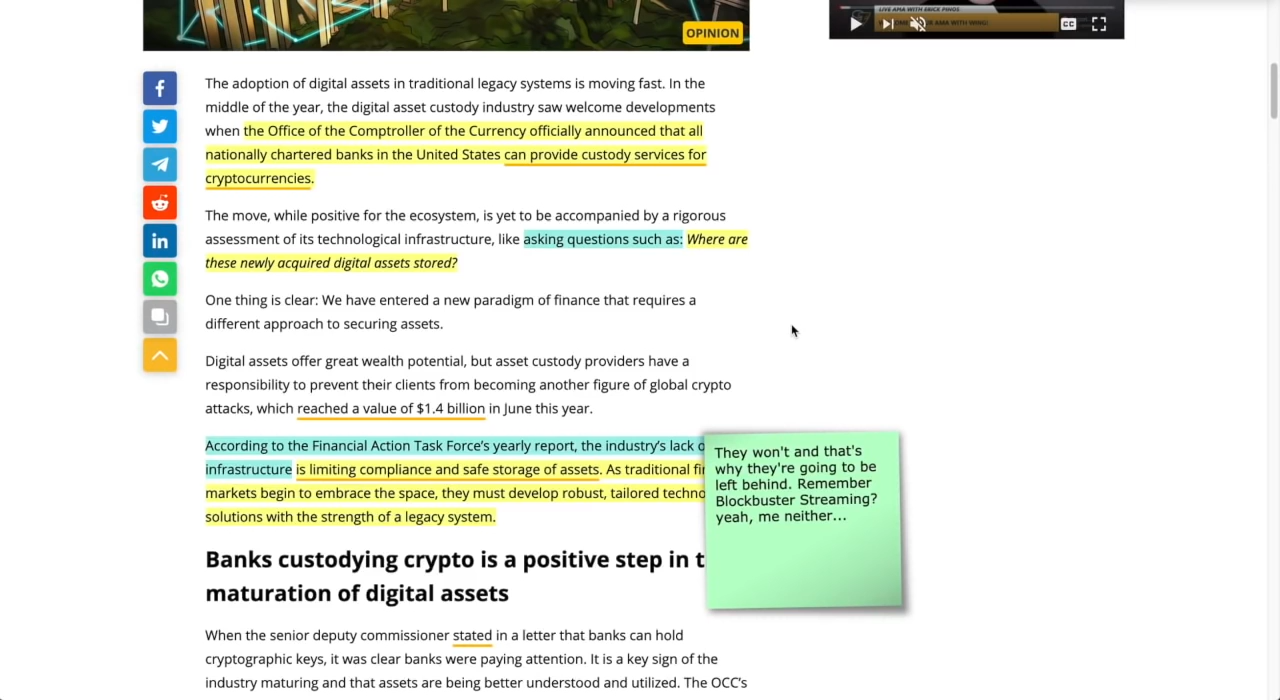 LIVE AMA WITH ERICE PINOS
OPINION
CC
The adoption of digital assets in traditional legacy systems is moving fast. In the
middle of the year, the digital asset custody industry saw welcome developments
when the Office of the Comptroller of the Currency officially announced that all
nationally chartered banks in the United States can provide custody services for
cryptocurrencies.
The move, while positive for the ecosystem, is yet to be accompanied by a rigorous
assessment of its technological infrastructure, like asking questions such as: Where are
these newly acquired digital assets stored?
One thing is clear: We have entered a new paradigm of finance that requires a
different approach to securing assets.
Digital assets offer great wealth potential, but asset custody providers have a
responsibility to prevent their clients from becoming another figure of global crypto
attacks, which reached a value of $1.4 billion in June this year.
According to the Financial Action Task Force's yearly report, the industry's lack
infrastructure is limiting compliance and safe storage of assets. As traditional
markets begin to embrace the space, they must develop robust, tailored
solutions with the strength of a legacy system.
They won't and that's
why they're going to be
left behind. Remember
Blockbuster Streaming?
yeah, me neither...
Banks custodying crypto is a positive step in
maturation of digital assets
When the senior deputy commissioner stated in a letter that banks can hold
cryptographic keys, it was clear banks were paying attention. It is a key sign of the
industry maturing and that assets are being better understood and utilized. The OCC's